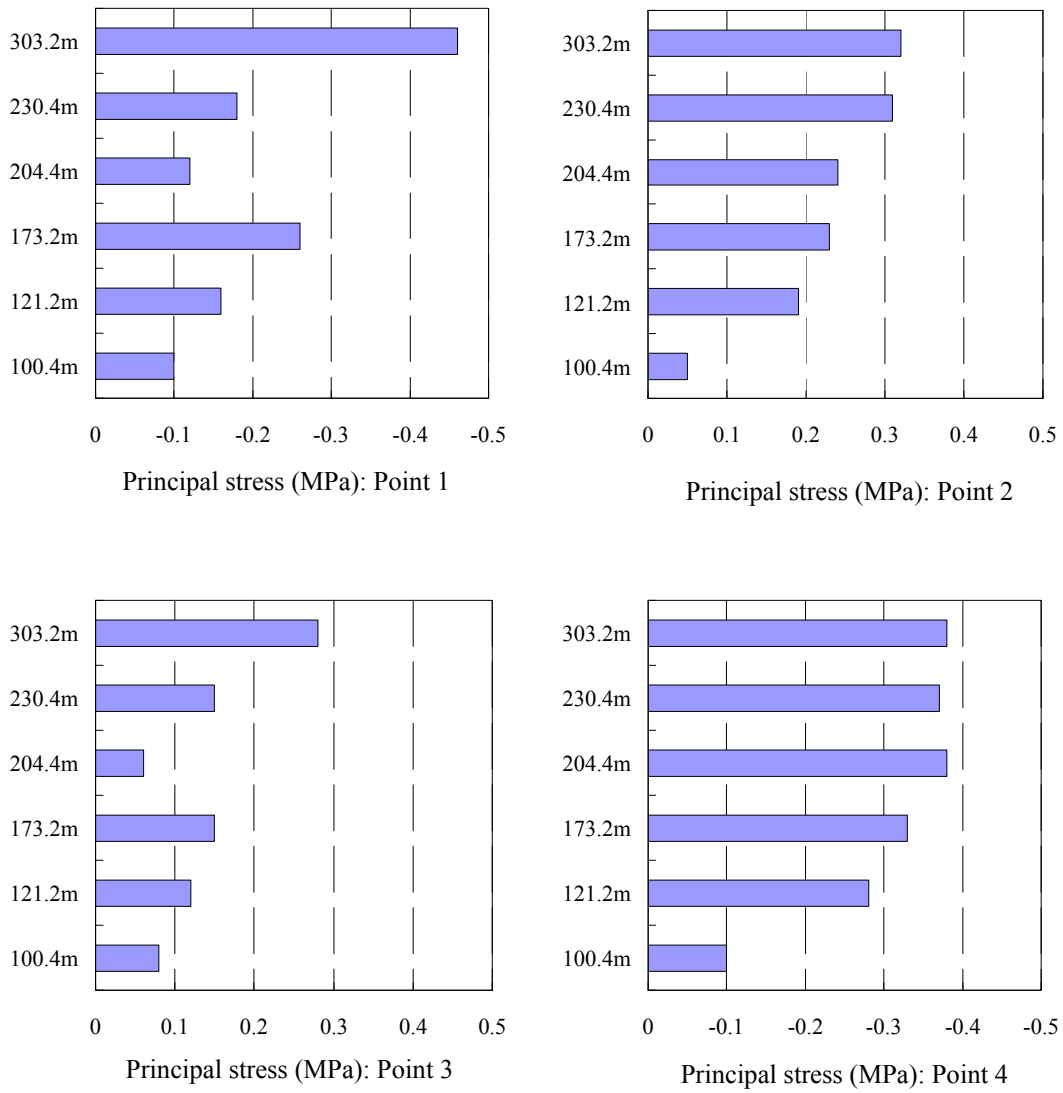 303.2m
230.4m
204.4m
173.2m
121.2m
100.4m
0 -0.1 -0.2 -0.3 -0.4 -0.5
Principal stress (MPa): Point 1
303.2m
230.4m
204.4m
173.2m
121.2m
100.4m
0 0.1 0.2 0.3 0.4 0.5
Principal stress (MPa): Point 2
303.2m
230.4m
204.4m
173.2m
121.2m
100.4m
0 0.1 0.2 0.3 0.4 0.5
Principal stress (MPa): Point 3
303.2m
230.4m
204.4m
173.2m
121.2m
100.4m
0 -0.1 -0.2 -0.3 -0.4 -0.5
Principal stress (MPa): Point 4